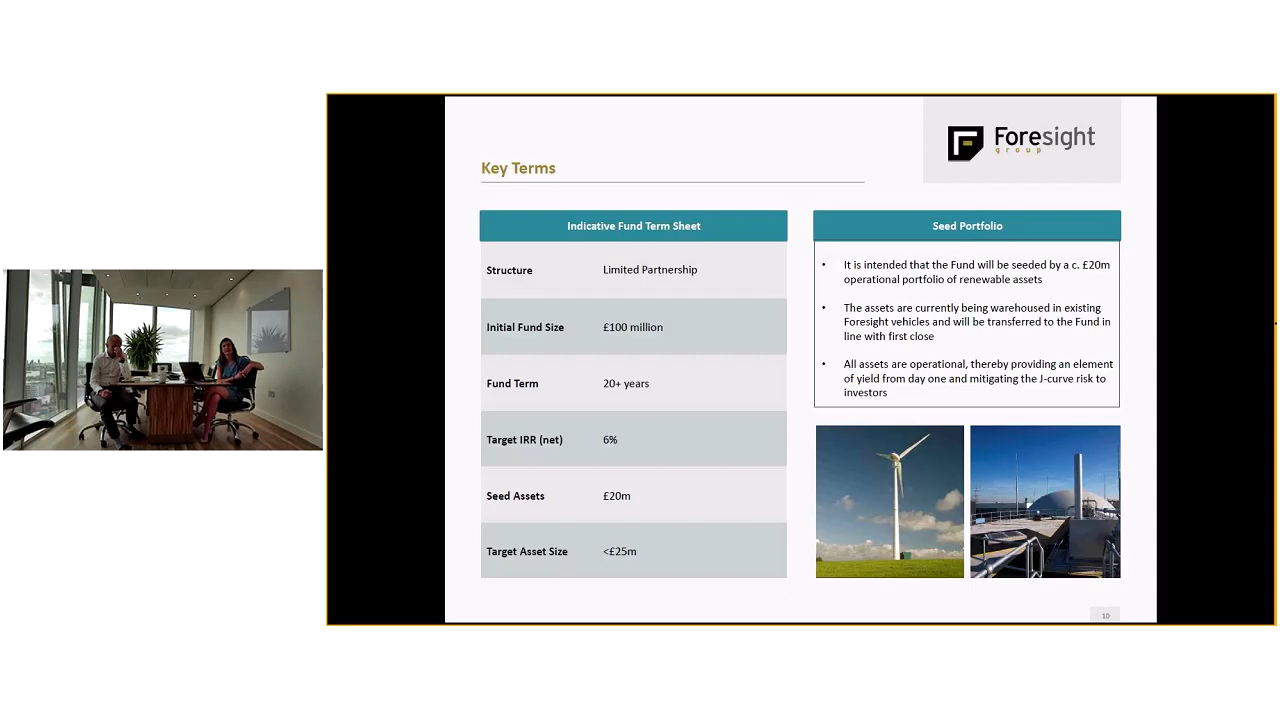 Foresight
group
Key Terms
Indicative Fund Term Sheet
Structure Limited Partnership
Initial Fund Size £100 million
Fund Term 20+ years
Target IRR (net) 6%
Seed Assets £20m
Target Asset Size <£25m
Seed Portfolio
• It is intended that the Fund will be seeded by a c. £20m
operational portfolio of renewable assets
• The assets are currently being warehoused in existing
Foresight vehicles and will be transferred to the Fund in
line with first close
• All assets are operational, thereby providing an element
of yield from day one and mitigating the J-curve risk to
investors
10